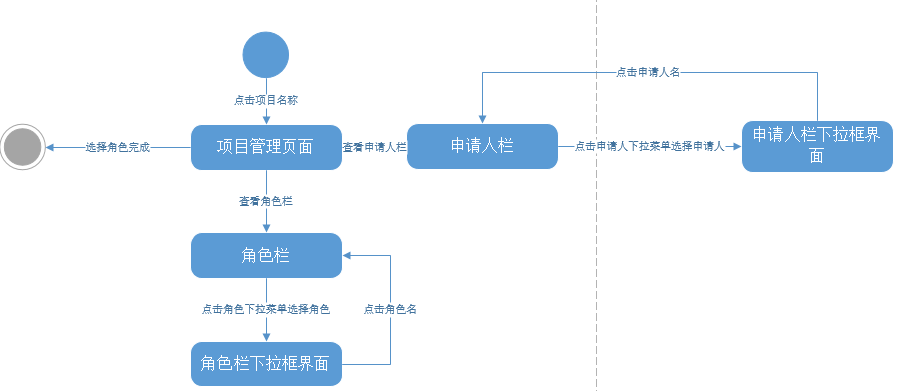 点击申请人名
点击项目名称
选择角色完成
项目管理页面
查看申请人栏
申请人栏
点击申请人下拉菜单选择申请人
申请人栏下拉框界
面
查看角色栏
角色栏
点击角色下拉菜单选择角色
点击角色名
角色栏下拉框界面